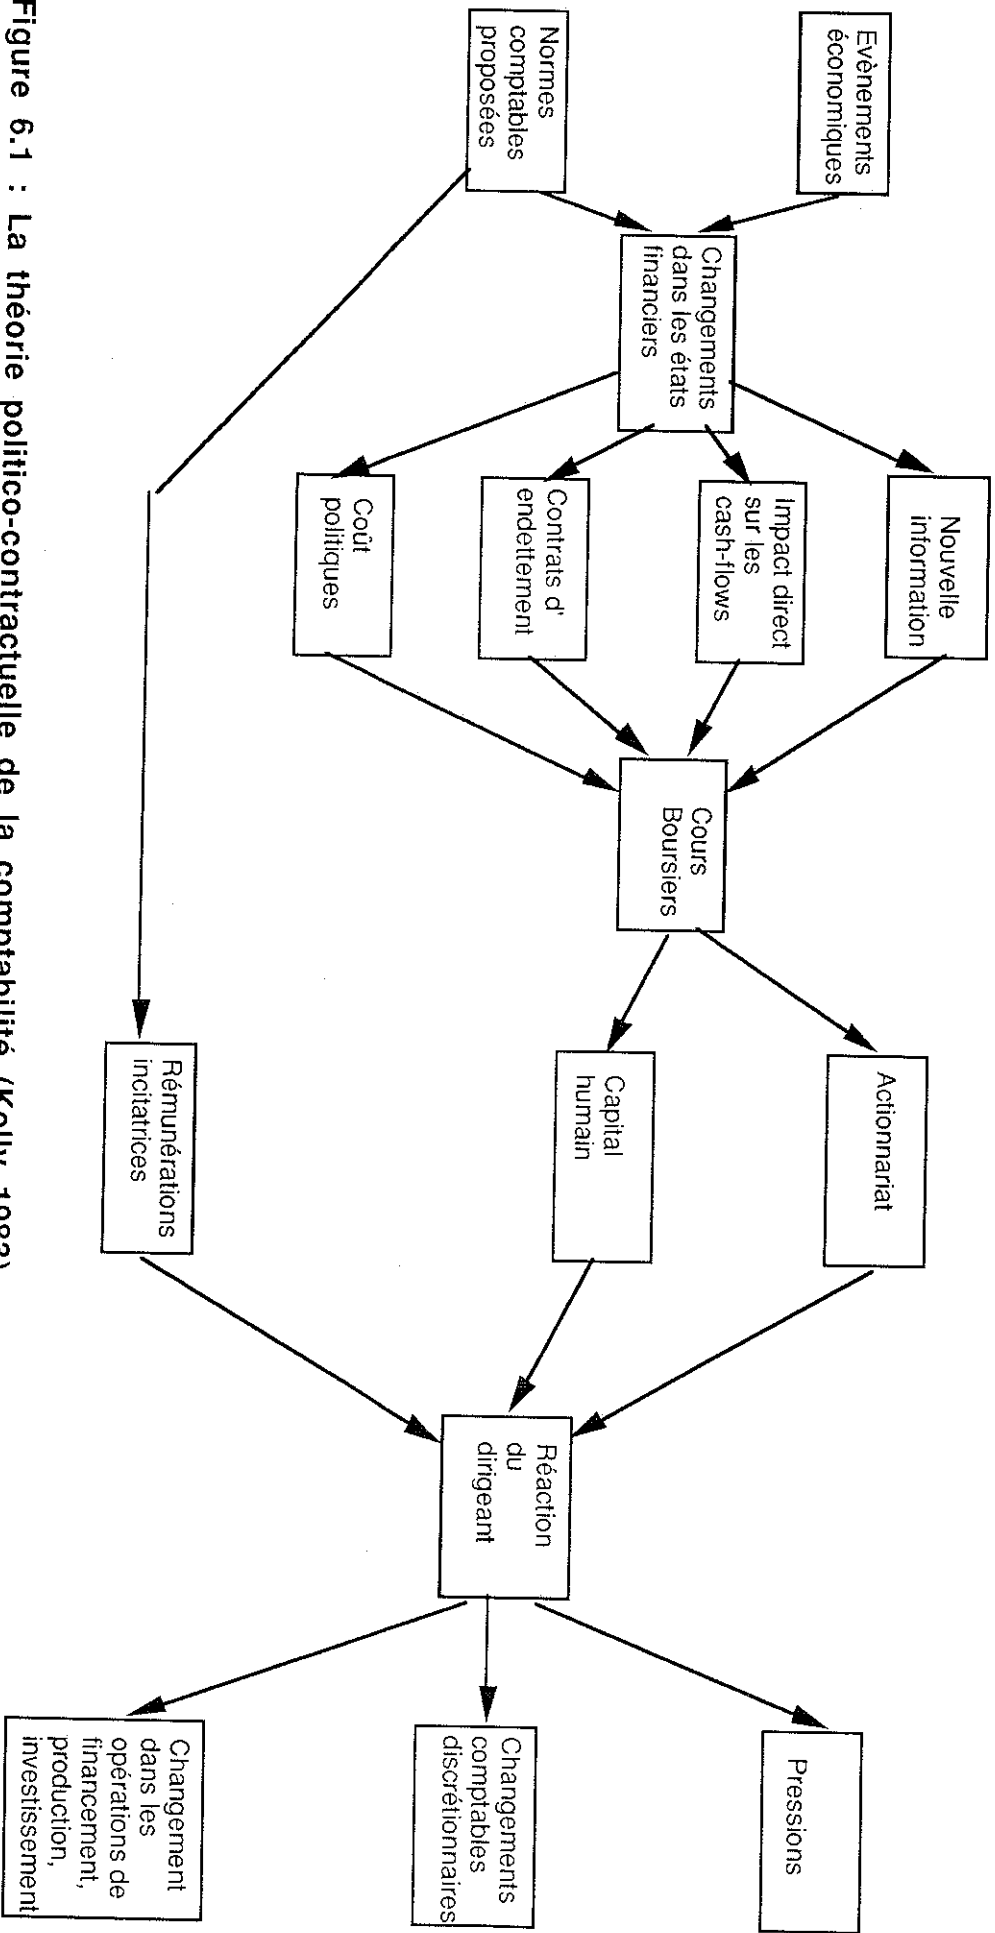 Evènements
économiques
Normes
comptables
proposées
Changements
dans les états
financiers
Nouvelle
information
Impact direct
sur les
cash-flows
Contrats d'
endettement
Coût
politiques
Cours
Boursiers
Actionnariat
Capital
humain
Rémunérations
incitatrices
Réaction
du
dirigeant
Pressions
Changements
comptables
discrétionnaires
Changement
dans les
opérations de
financement,
production,
investissement
Figure 6.1 : La théorie politico-contractuelle de la comptabilité (Kelly 1983)